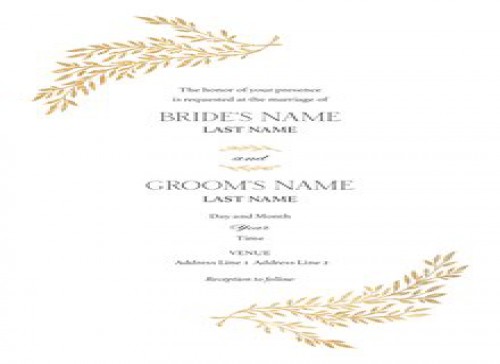 The honor of your presence
is requested at the marriage of
BRIDE'S NAME
LAST NAME
and
GROOM'S NAME
LAST NAME
Day and Month
Year
Time
VENUE
Address Line 1 Address Line 2
Reception to follow